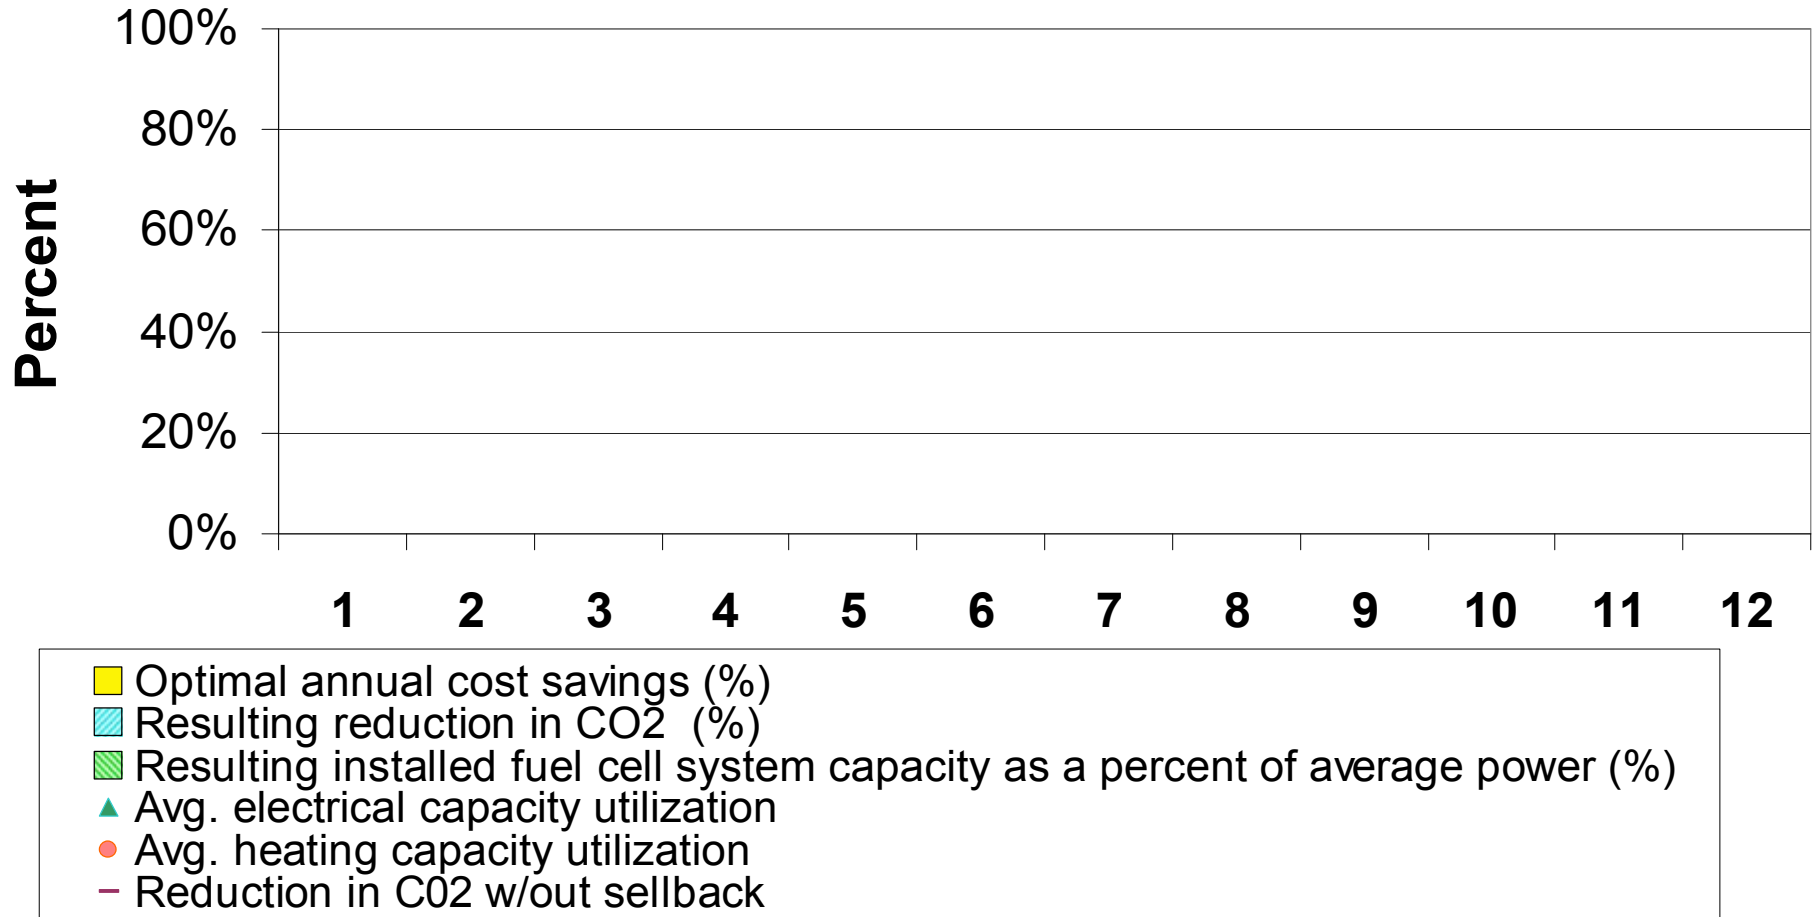 100%
80%
60%
40%
20%
0%
Percent
1 2 3 4 5 6 7 8 9 10 11 12
Optimal annual cost savings (%)
Resulting reduction in CO2 (%)
Resulting installed fuel cell system capacity as a percent of average power (%)
Avg. electrical capacity utilization
Avg. heating capacity utilization
Reduction in C02 w/out sellback